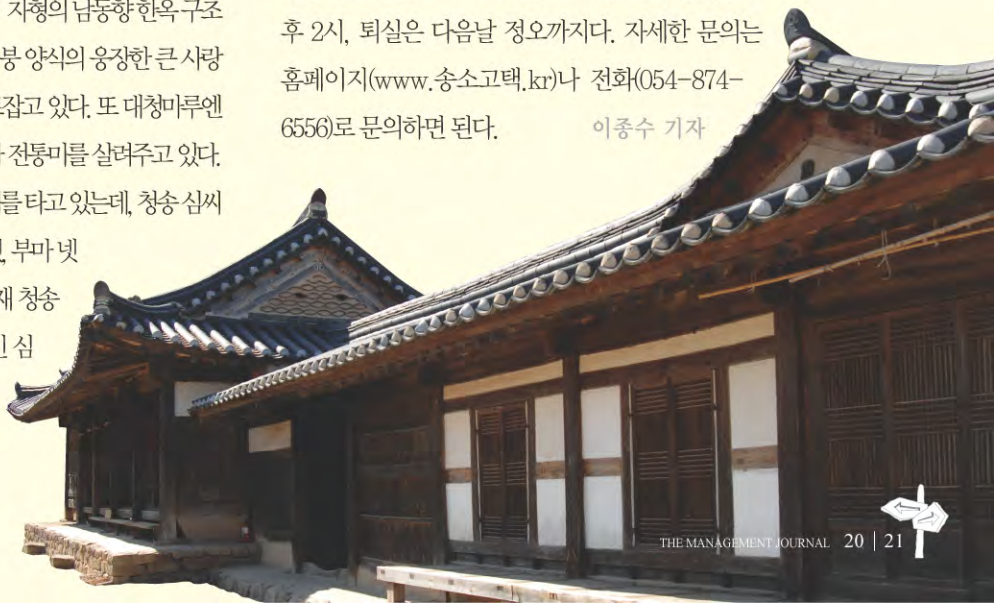 자형의 남동향 한옥 구조
붕 양식의 웅장한 큰 사랑
잡고 있다. 또 대청마루엔
전통미를 살려주고 있다.
를 타고 있는데, 청송 심씨
, 부마 넷
재 청송
인 심
후 2시, 퇴실은 다음날 정오까지다. 자세한 문의는
홈페이지(www.송소고택.kr)나 전화(054-874-
6556)로 문의하면 된다.
이종수 기자
THE MANAGEMENT JOURNAL 20 | 21